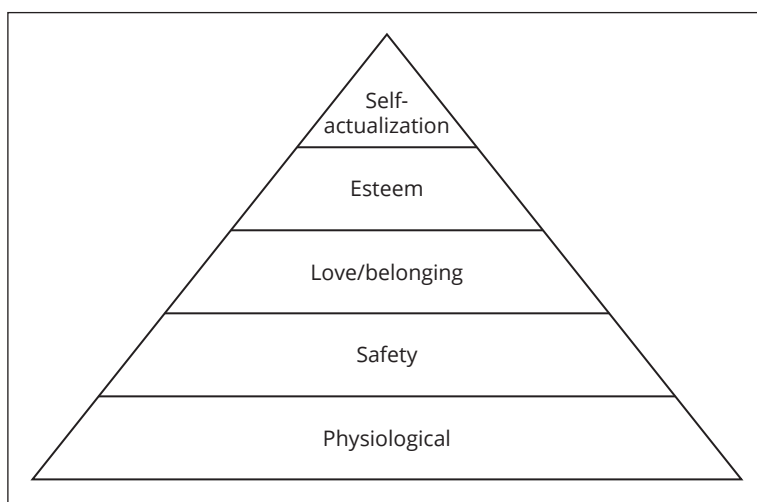 Self-
actualization
Esteem
Love/belonging
Safety
Physiological